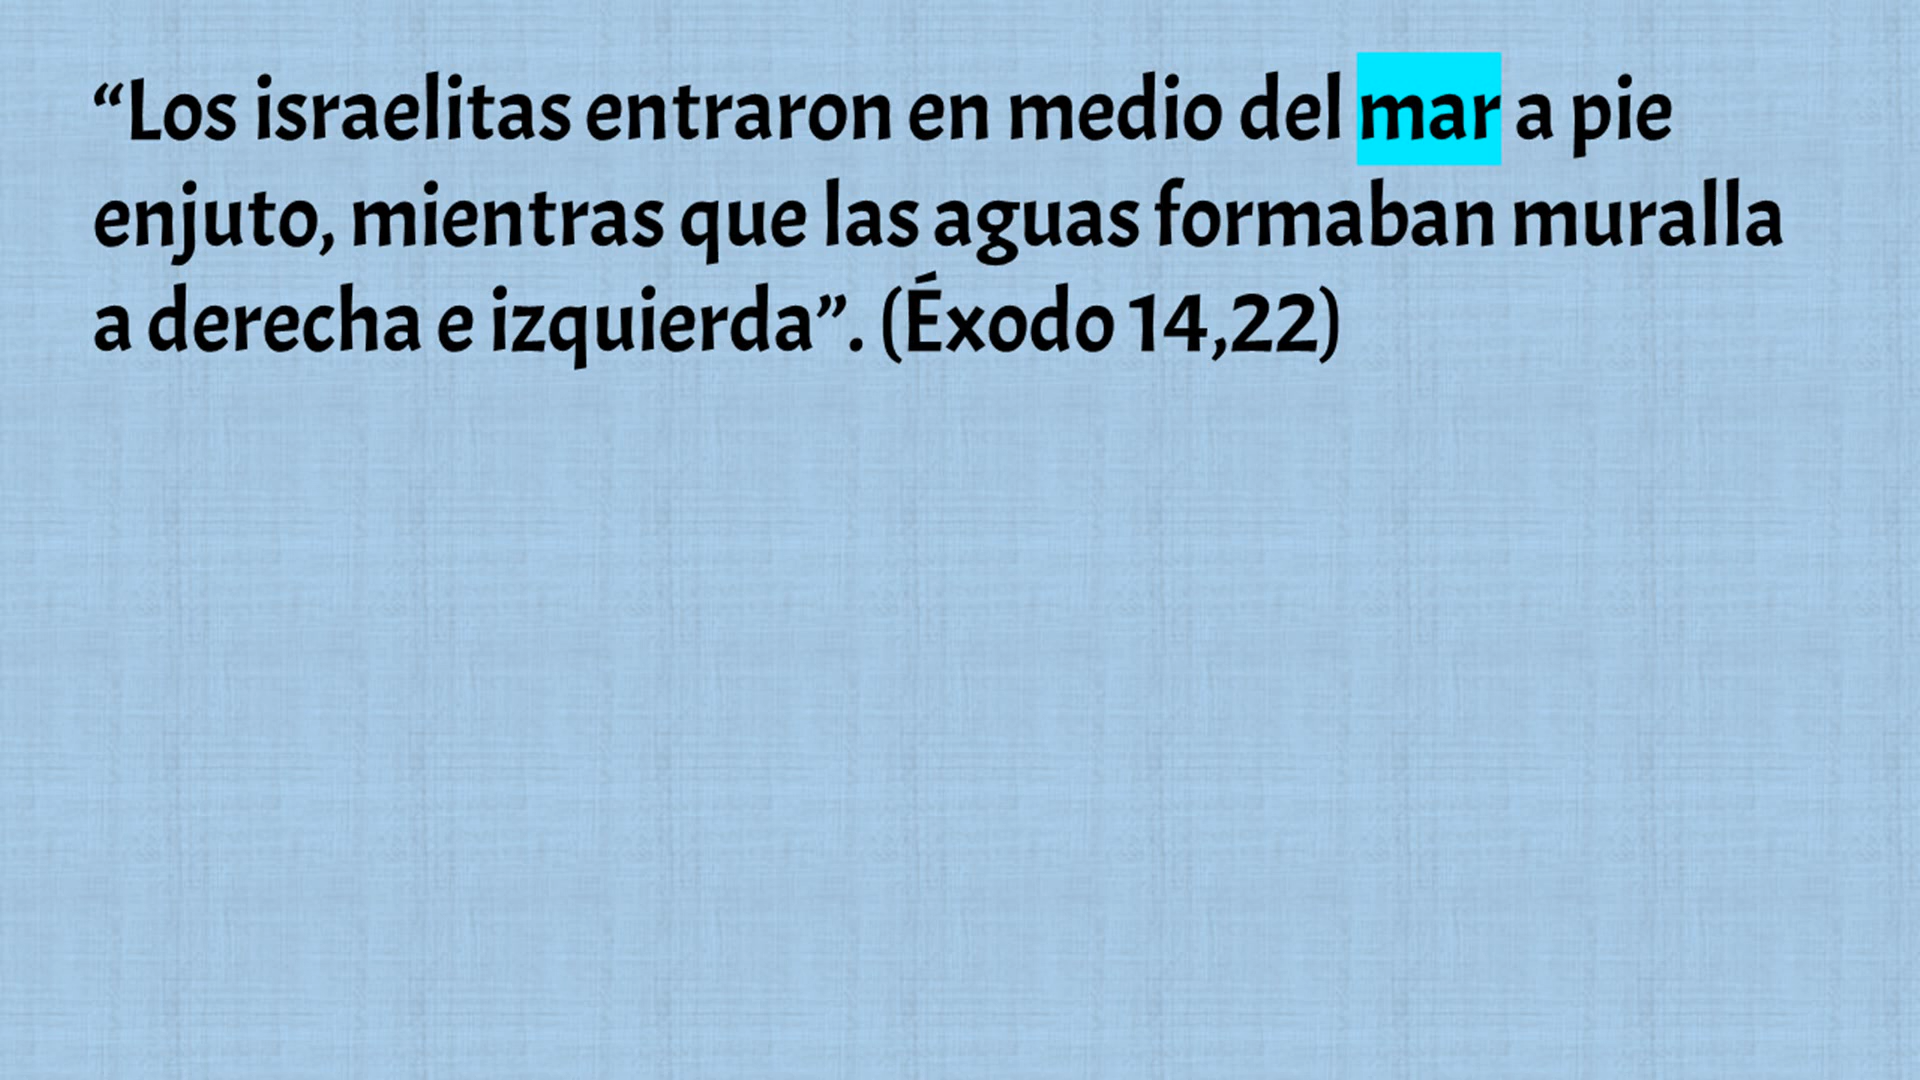 “Los israelitas entraron en medio del mar a pie
enjuto, mientras que las aguas formaban muralla
a derecha e izquierda”. (Éxodo 14,22)